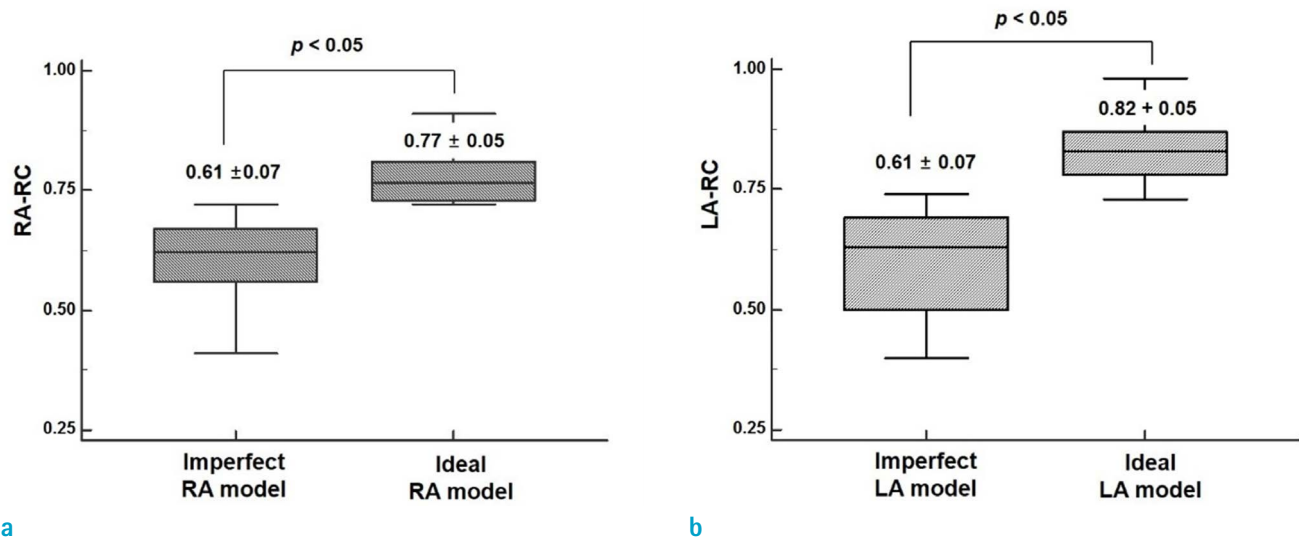 p < 0.05
1.00
0.77 ± 0.05
0.61 ±0.07
0.75
RA-RC
0.50
0.25
Imperfect
RA model
Ideal
RA model
a
p < 0.05
1.00
0.82 + 0.05
0.61 ± 0.07
0.75
LA-RC
0.50
0.25
Imperfect
LA model
Ideal
LA model
b